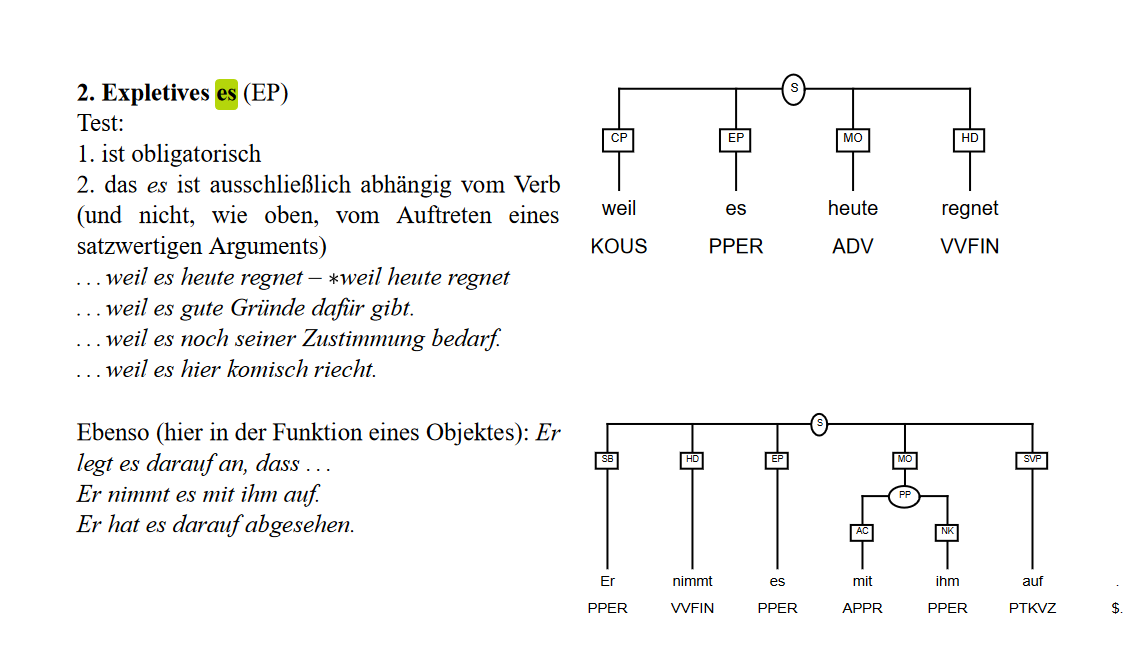 2. Expletives es (EP)
Test:
1. ist obligatorisch
2. das es ist ausschließlich abhängig vom Verb
(und nicht, wie oben, vom Auftreten eines
satzwertigen Arguments)
. . . weil es heute regnet – *weil heute regnet
. . . weil es gute Gründe dafür gibt.
. . . weil es noch seiner Zustimmung bedarf.
. . . weil es hier komisch riecht.
Ebenso (hier in der Funktion eines Objektes): Er
legt es darauf an, dass . . .
Er nimmt es mit ihm auf.
Er hat es darauf abgesehen.
S
CP EP MO HD
weil es heute regnet
KOUS PPER ADV VVFIN
S
SB HD EP MO SVP
PP
AC NK
Er nimmt es mit ihm auf .
PPER VVFIN PPER APPR PPER PTKVZ $.